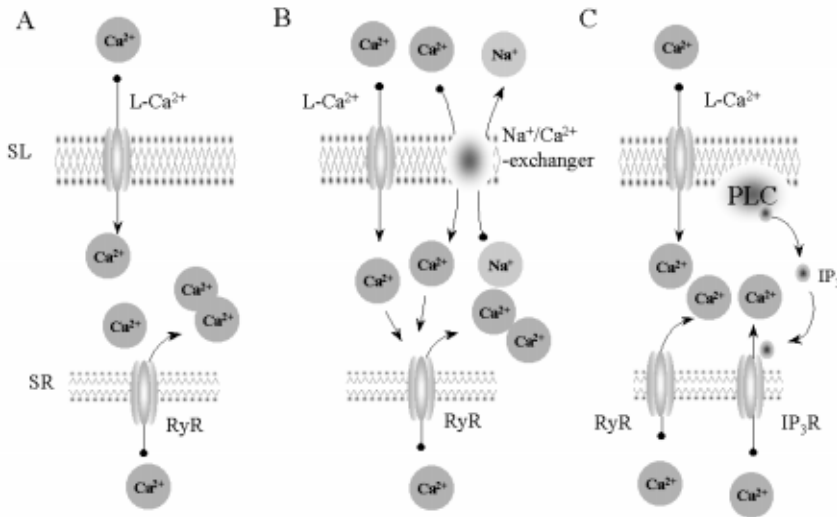 A
Ca²⁺
L-Ca²⁺
SL
Ca²⁺
Ca²⁺
Ca²⁺
Ca²⁺
SR
RyR
Ca²⁺
B
Ca²⁺
Ca²⁺
Na⁺
L-Ca²⁺
Na⁺/Ca²⁺
-exchanger
Ca²⁺
Ca²⁺
Na⁺
Ca²⁺
Ca²⁺
RyR
Ca²⁺
C
Ca²⁺
L-Ca²⁺
PLC
Ca²⁺
Ca²⁺
Ca²⁺
IP₃
RyR
IP₃R
Ca²⁺
Ca²⁺